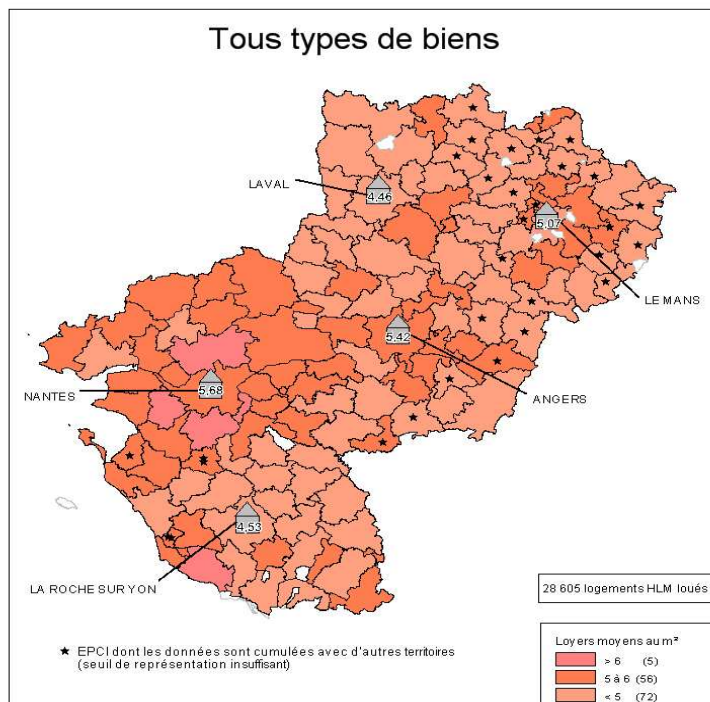 Tous types de biens
LAVAL
4,46
5,07
LE MANS
5,42
ANGERS
NANTES
5,68
4,53
LA ROCHE SUR YON
28 605 logements HLM loués
★ EPCI dont les données sont cumulées avec d'autres territoires
(seuil de représentation insuffisant)
Loyers moyens au m²
> 6 (5)
5 à 6 (56)
< 5 (72)